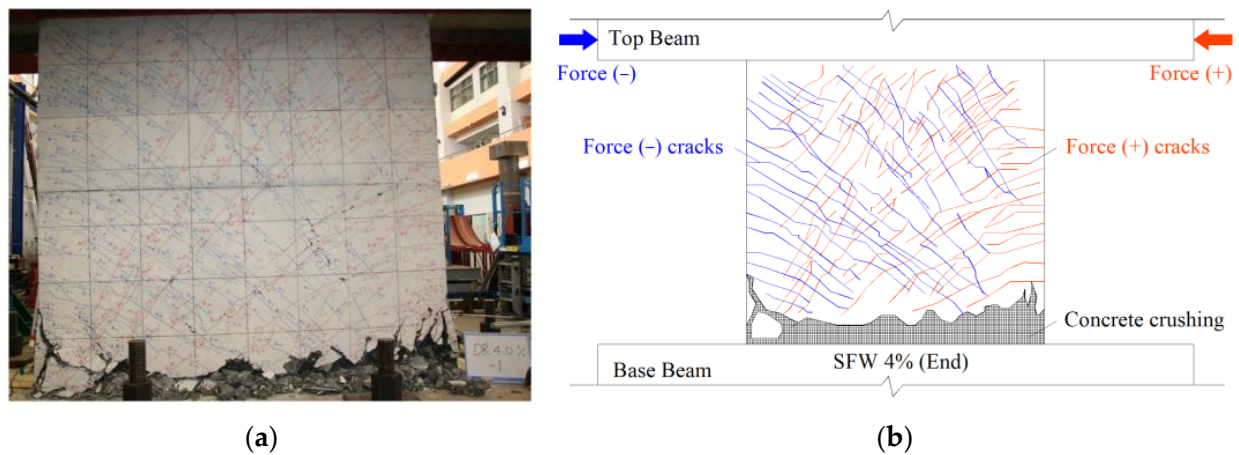 DR 4.0%
-1
Top Beam
Force (−)
Force (+)
Force (−) cracks
Force (+) cracks
Concrete crushing
SFW 4% (End)
Base Beam
(a)
(b)